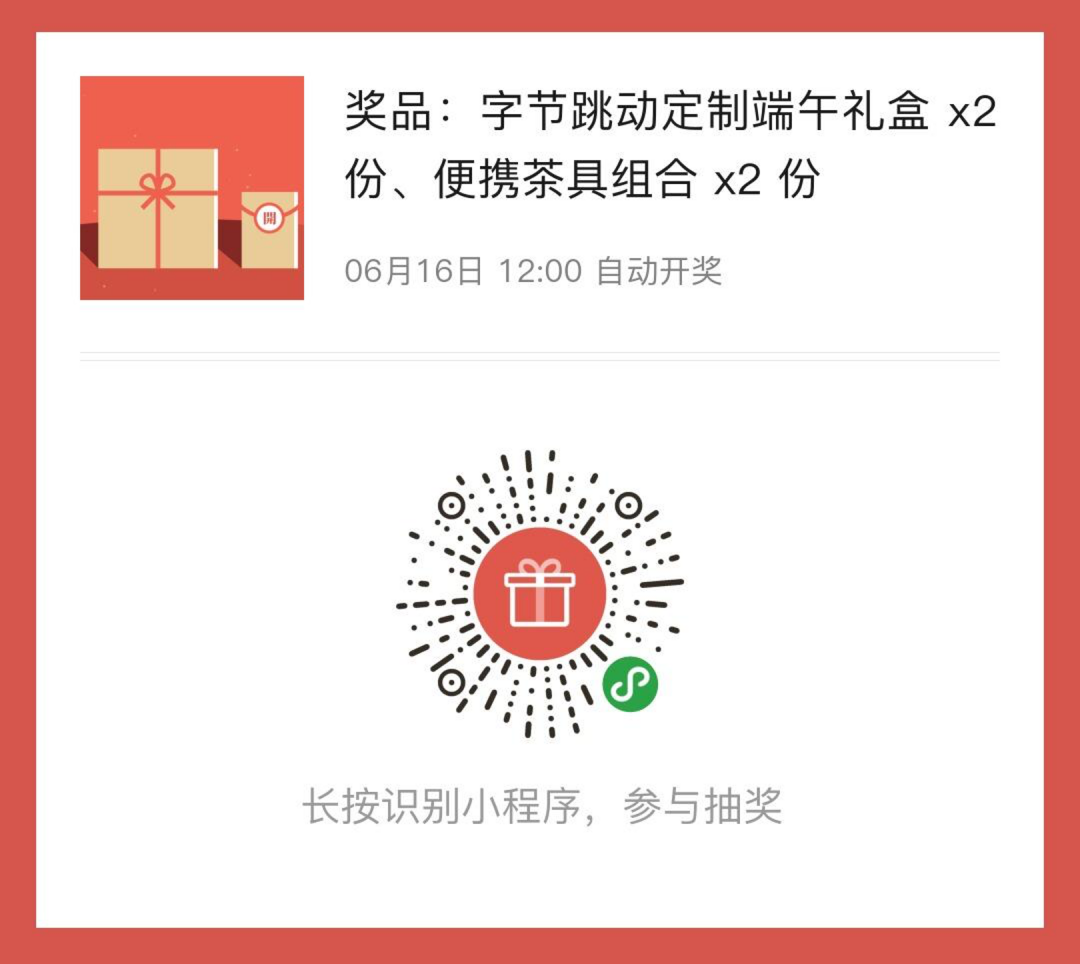 奖品：字节跳动定制端午礼盒 x2
份、便携茶具组合 x2 份
開
06月16日 12:00 自动开奖
长按识别小程序，参与抽奖